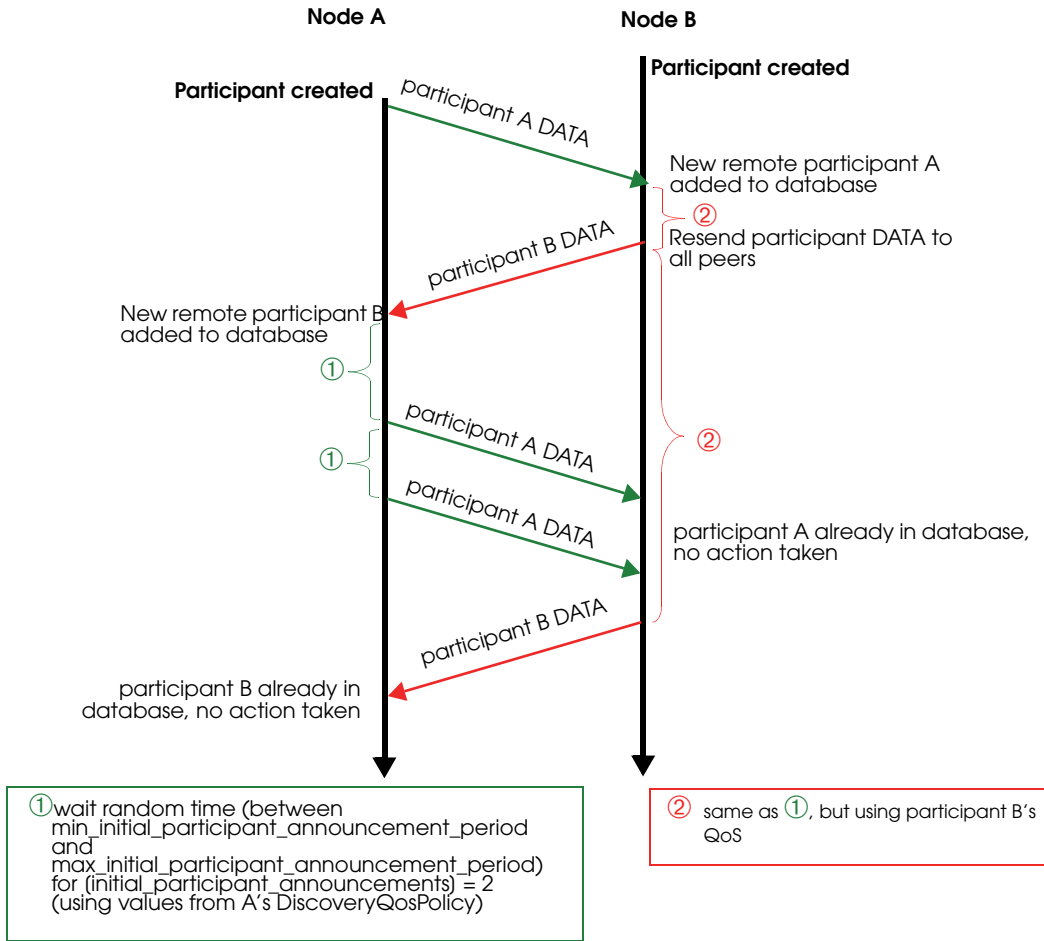 Node A
Node B
Participant created
Participant created
participant A DATA
New remote participant A
added to database
②
participant B DATA
Resend participant DATA to
all peers
New remote participant B
added to database
①
participant A DATA
②
①
participant A DATA
participant A already in database,
no action taken
participant B DATA
participant B already in
database, no action taken
① wait random time (between
min_initial_participant_announcement_period
and
max_initial_participant_announcement_period)
for (initial_participant_announcements) = 2
(using values from A's DiscoveryQosPolicy)
② same as ①, but using participant B's
QoS